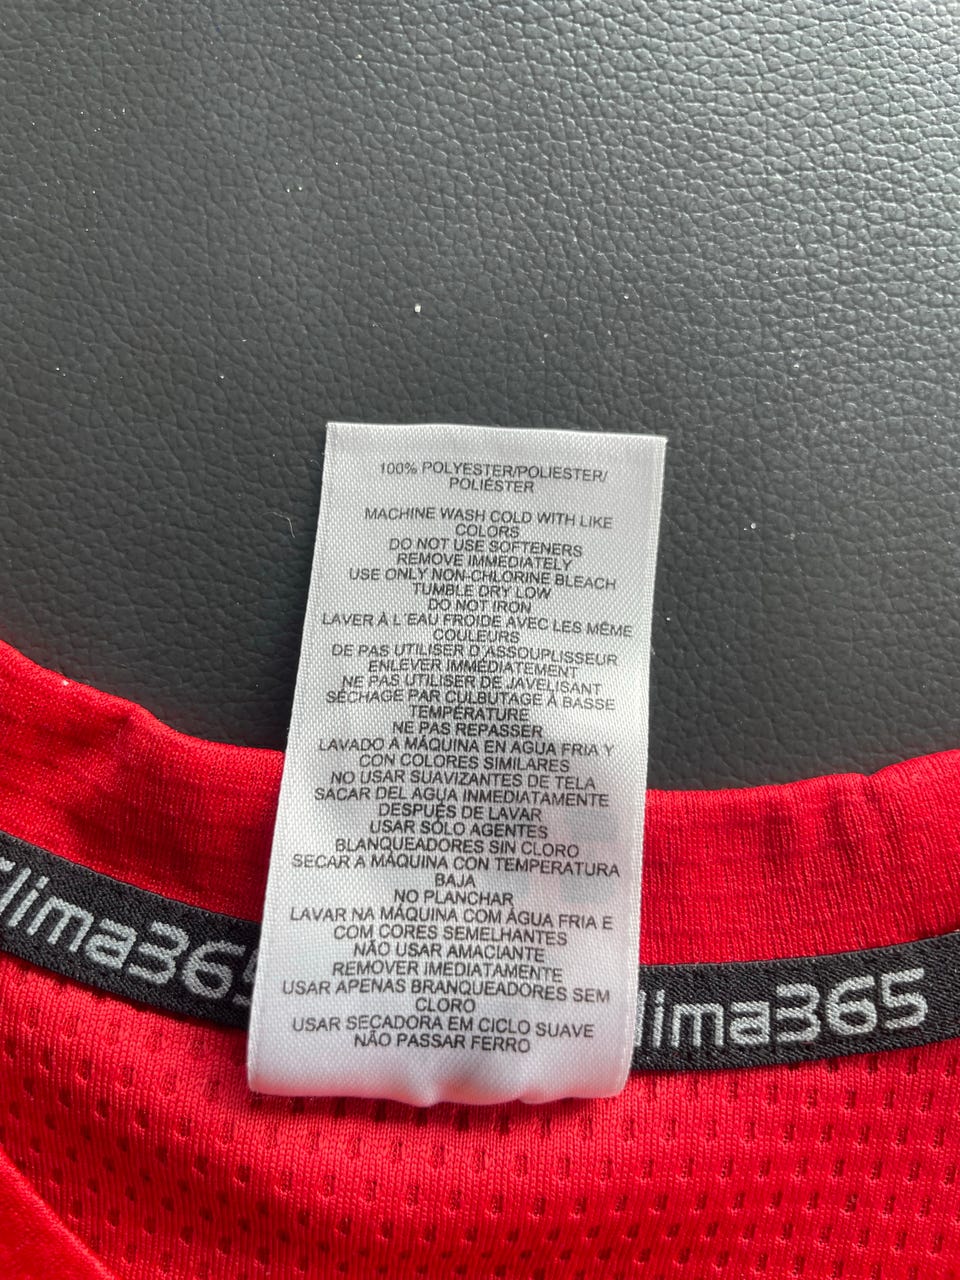 100% POLYESTER/POLIESTER/
POLIÉSTER
MACHINE WASH COLD WITH LIKE
COLORS
DO NOT USE SOFTENERS
REMOVE IMMEDIATELY
USE ONLY NON-CHLORINE BLEACH
TUMBLE DRY LOW
DO NOT IRON
LAVER À L'EAU FROIDE AVEC LES MÊME
COULEURS
DE PAS UTILISER D'ASSOUPLISSEUR
ENLEVER IMMÉDIATEMENT
NE PAS UTILISER DE JAVELISANT
SÉCHAGE PAR CULBUTAGE À BASSE
TEMPÉRATURE
NE PAS REPASSER
LAVADO A MÁQUINA EN AGUA FRIA Y
CON COLORES SIMILARES
NO USAR SUAVIZANTES DE TELA
SACAR DEL AGUA INMEDIATAMENTE
DESPUÉS DE LAVAR
USAR SÓLO AGENTES
BLANQUEADORES SIN CLORO
SECAR A MÁQUINA CON TEMPERATURA
BAJA
NO PLANCHAR
LAVAR NA MÁQUINA COM ÁGUA FRIA E
COM CORES SEMELHANTES
NÃO USAR AMACIANTE
REMOVER IMEDIATAMENTE
USAR APENAS BRANQUEADORES SEM
CLORO
USAR SECADORA EM CICLO SUAVE
NÃO PASSAR FERRO
lima365
lima365